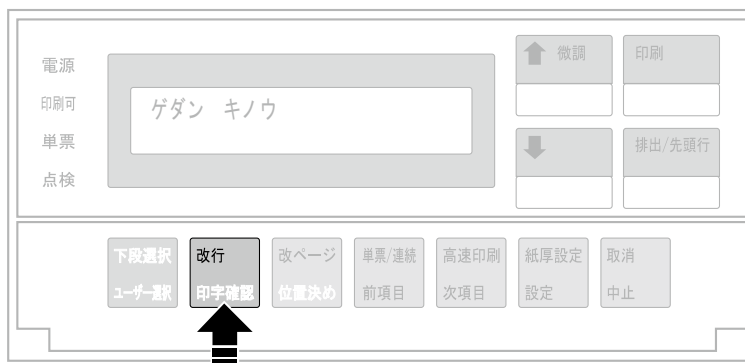 電源
印刷可
単票
点検
ゲダン キノウ
微調
印刷
排出/先頭行
下段選択
ユーザー選択
改行
印字確認
改ページ
位置決め
単票/連続
前項目
高速印刷
次項目
紙厚設定
設定
取消
中止